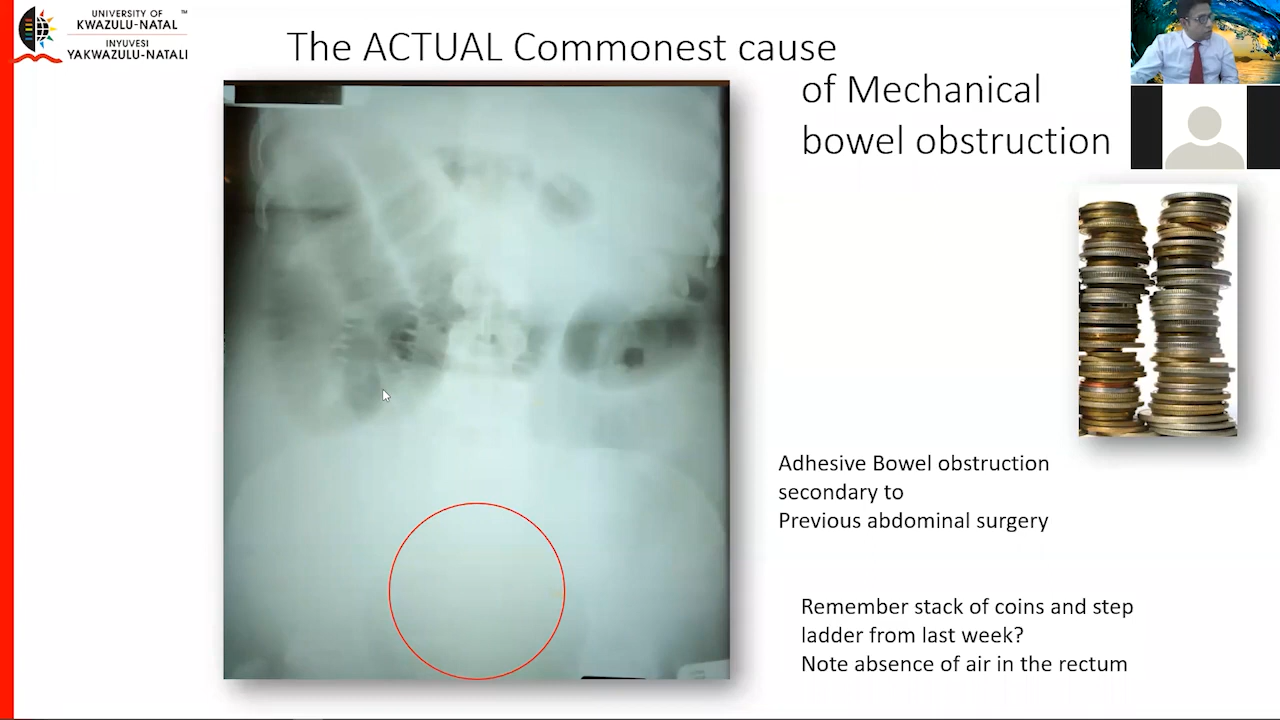 UNIVERSITY OF ™
KWAZULU-NATAL
INYUVESI
YAKWAZULU-NATALI
The ACTUAL Commonest cause
of Mechanical
bowel obstruction
Adhesive Bowel obstruction
secondary to
Previous abdominal surgery
Remember stack of coins and step
ladder from last week?
Note absence of air in the rectum